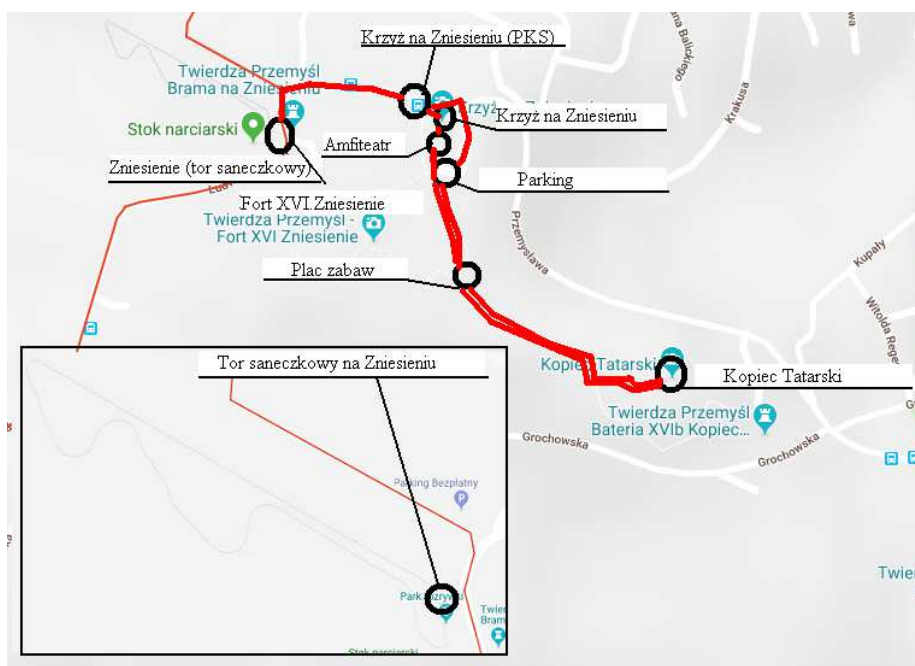 Krzyż na Zniesieniu (PKS)
Twierdza Przemyśl
Brama na Zniesieniu
Stok narciarski
Krzyż na Zniesieniu
Amfiteatr
Zniesienie (tor saneczkowy)
Parking
Fort XVI Zniesienie
Twierdza Przemyśl -
Fort XVI Zniesienie
Plac zabaw
Przemysława
Krakusa
Kupały
Tor saneczkowy na Zniesieniu
Kopiec Tatarski
Kopiec Tatarski
Twierdza Przemyśl
Bateria XVIb Kopiec...
Grochowska
Grochowska
Parking Bezpłatny
P